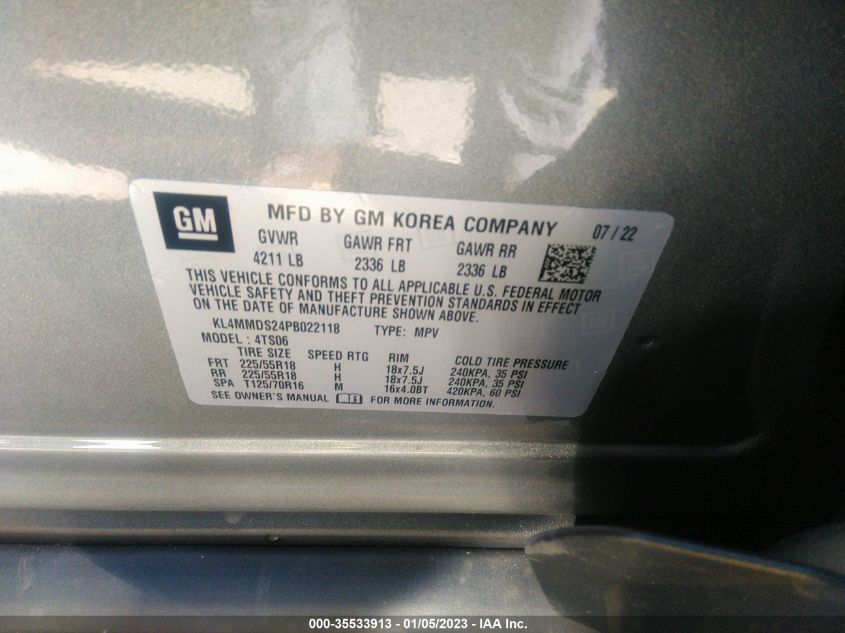 GM
MFD BY GM KOREA COMPANY 07 / 22
GVWR GAWR FRT GAWR RR
4211 LB 2336 LB 2336 LB
THIS VEHICLE CONFORMS TO ALL APPLICABLE U.S. FEDERAL MOTOR
VEHICLE SAFETY AND THEFT PREVENTION STANDARDS IN EFFECT
ON THE DATE OF MANUFACTURE SHOWN ABOVE.
KL4MMDS24PB022118 TYPE: MPV
MODEL : 4TS06
TIRE SIZE SPEED RTG RIM COLD TIRE PRESSURE
FRT 225/55R18 H 18x7.5J 240KPA, 35 PSI
RR 225/55R18 H 18x7.5J 240KPA, 35 PSI
SPA T125/70R16 M 16x4.0BT 420KPA, 60 PSI
SEE OWNER'S MANUAL FOR MORE INFORMATION.
000-35533913 - 01/05/2023 - IAA Inc.